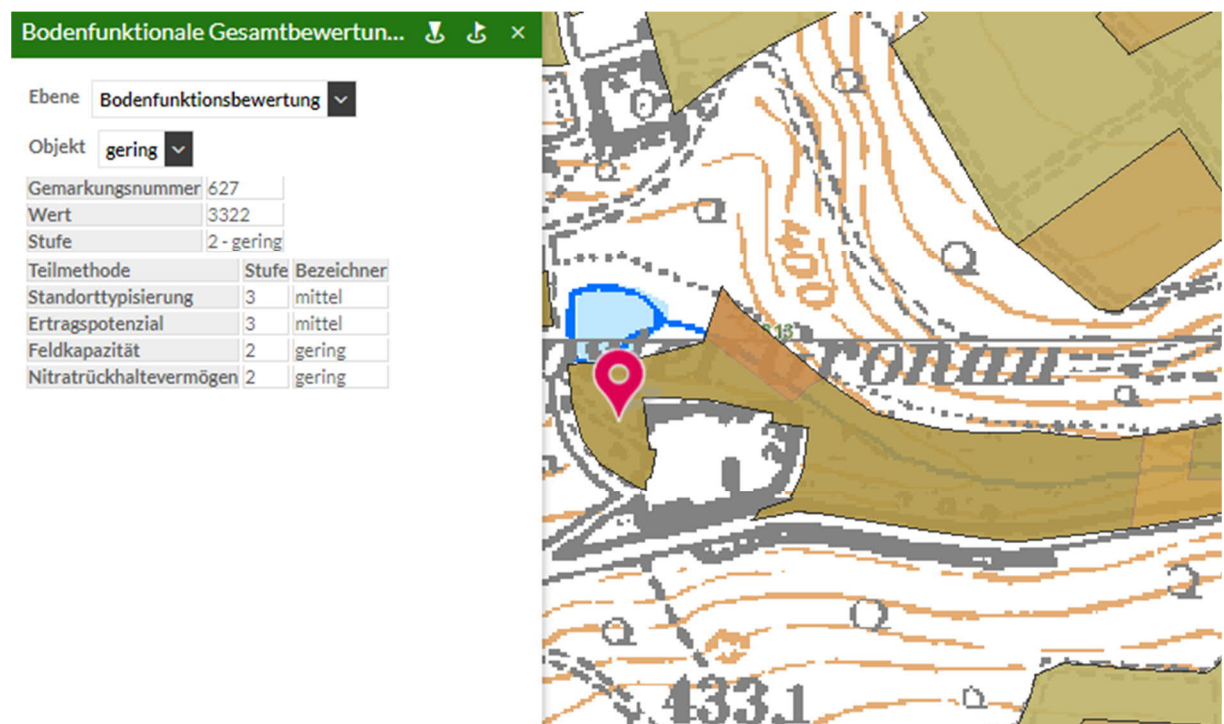 Bodenfunktionale Gesamtbewertun...
Ebene Bodenfunktionsbewertung
Objekt gering
Gemarkungsnummer 627
Wert 3322
Stufe 2 - gering
Teilmethode Stufe Bezeichner
Standorttypisierung 3 mittel
Ertragspotenzial 3 mittel
Feldkapazität 2 gering
Nitratrückhaltevermögen 2 gering
400
ronau
433.1